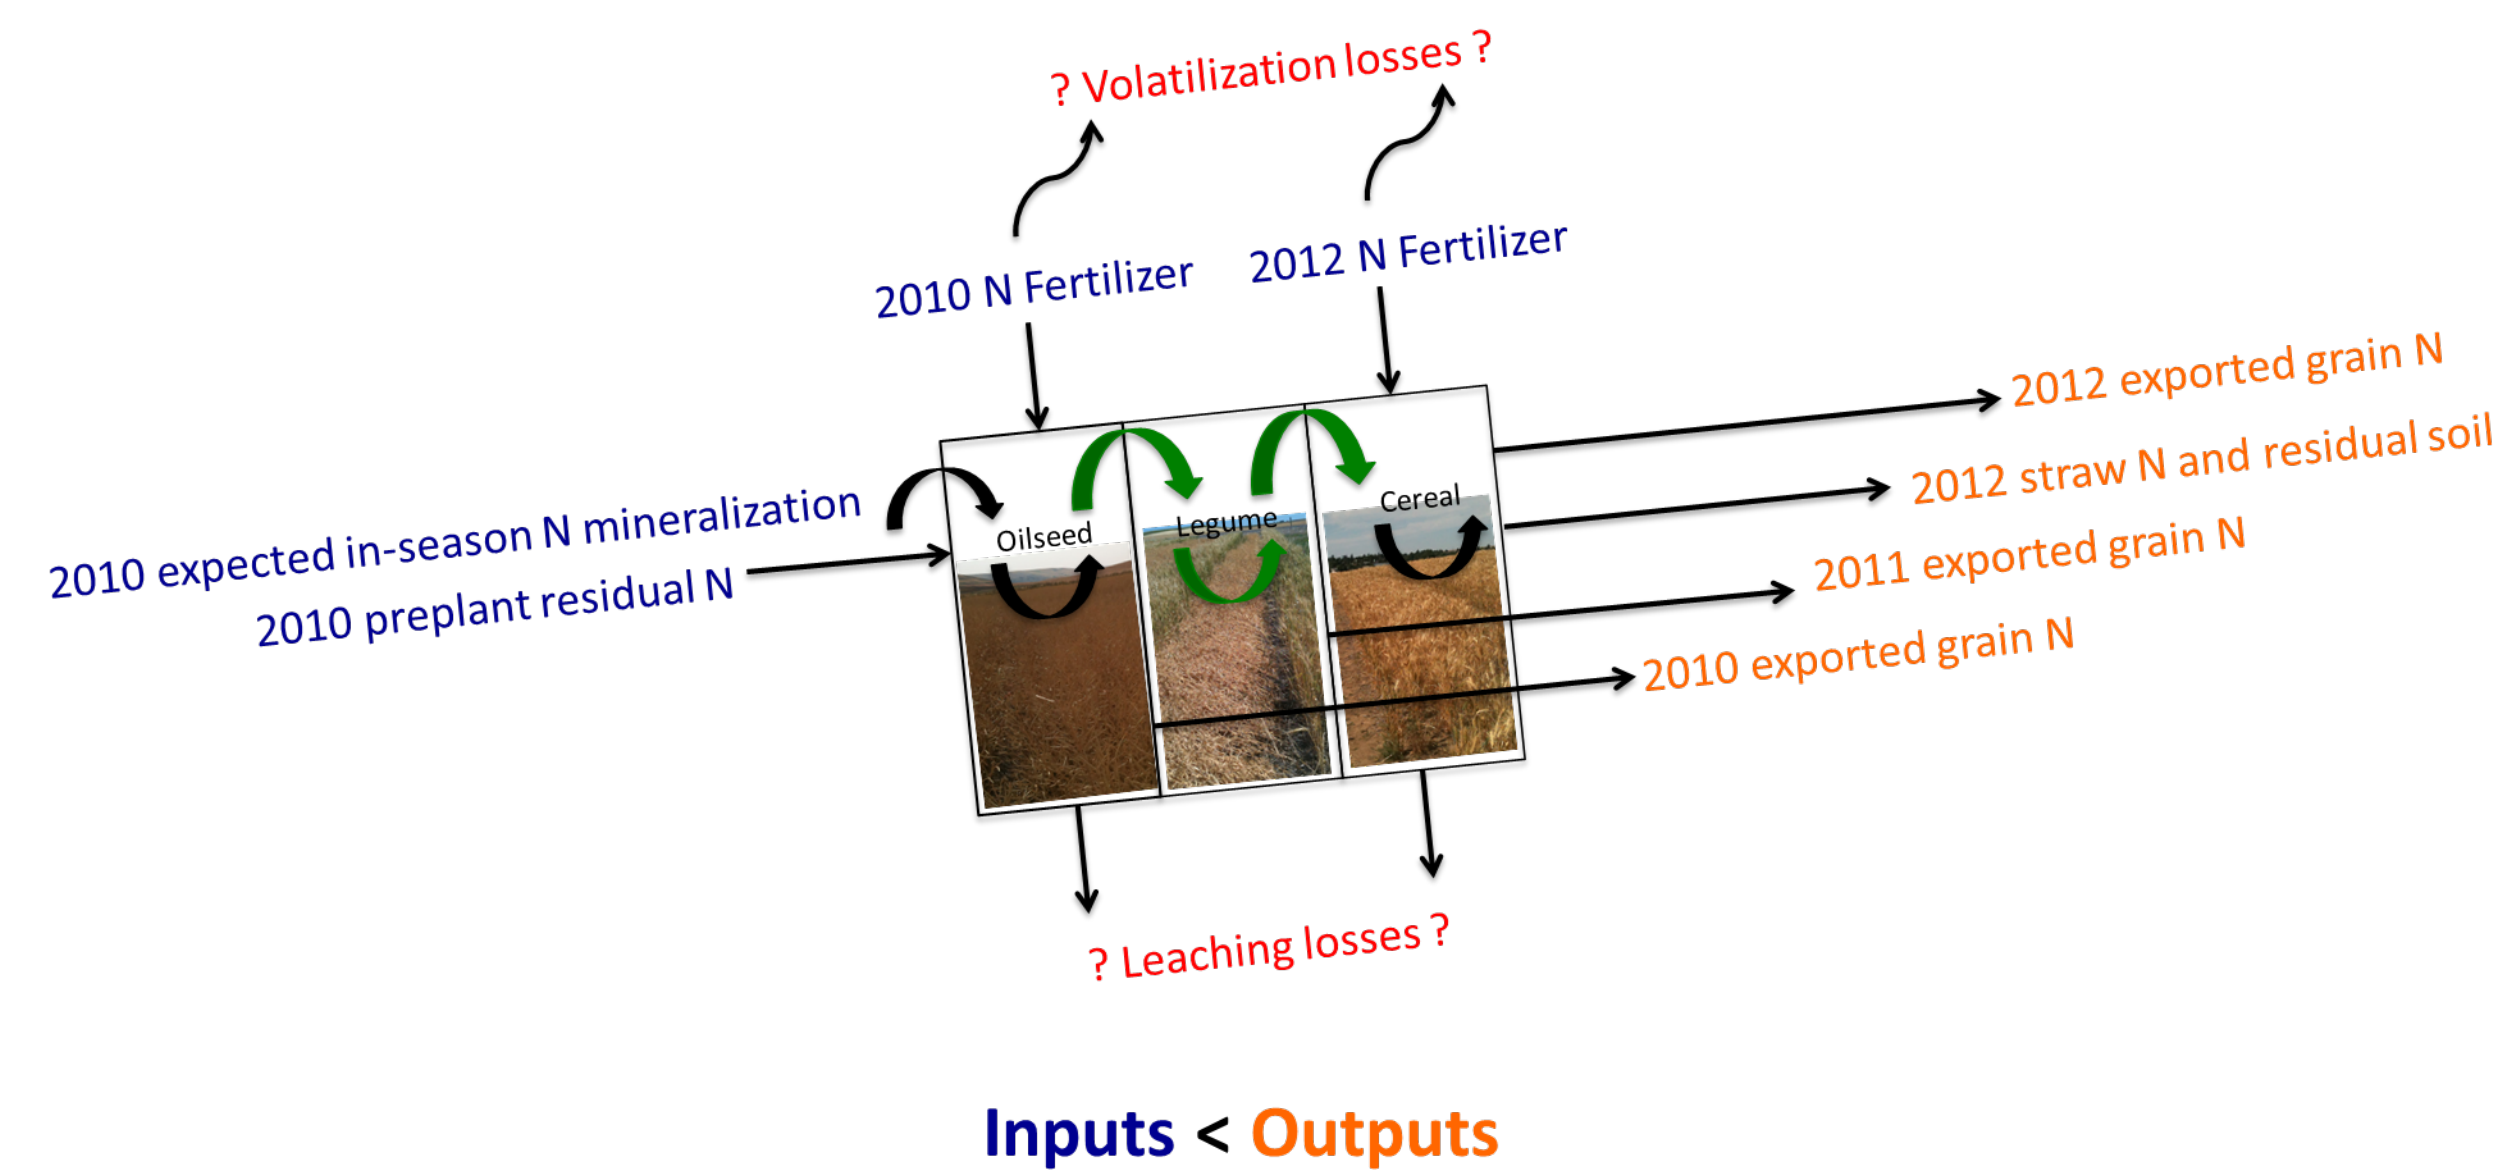 ? Volatilization losses ?
2010 N Fertilizer
2012 N Fertilizer
2010 expected in-season N mineralization
2010 preplant residual N
Oilseed
Legume
Cereal
2012 exported grain N
2012 straw N and residual soil
2011 exported grain N
2010 exported grain N
? Leaching losses ?
Inputs < Outputs